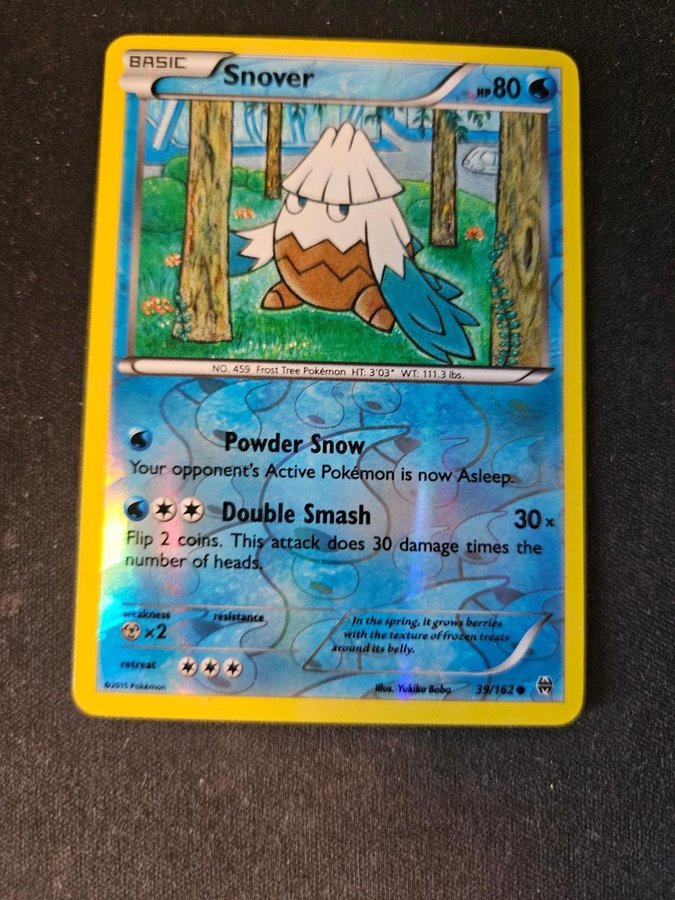 BASIC
Snover
HP80
NO. 459 Frost Tree Pokémon HT: 3'03" WT: 111.3 lbs.
Powder Snow
Your opponent's Active Pokémon is now Asleep.
Double Smash 30x
Flip 2 coins. This attack does 30 damage times the
number of heads.
weakness resistance
x2
In the spring, it grows berries
with the texture of frozen treats
around its belly.
retreat
©2015 Pokémon
Illus. Yukiko Baba 39/162